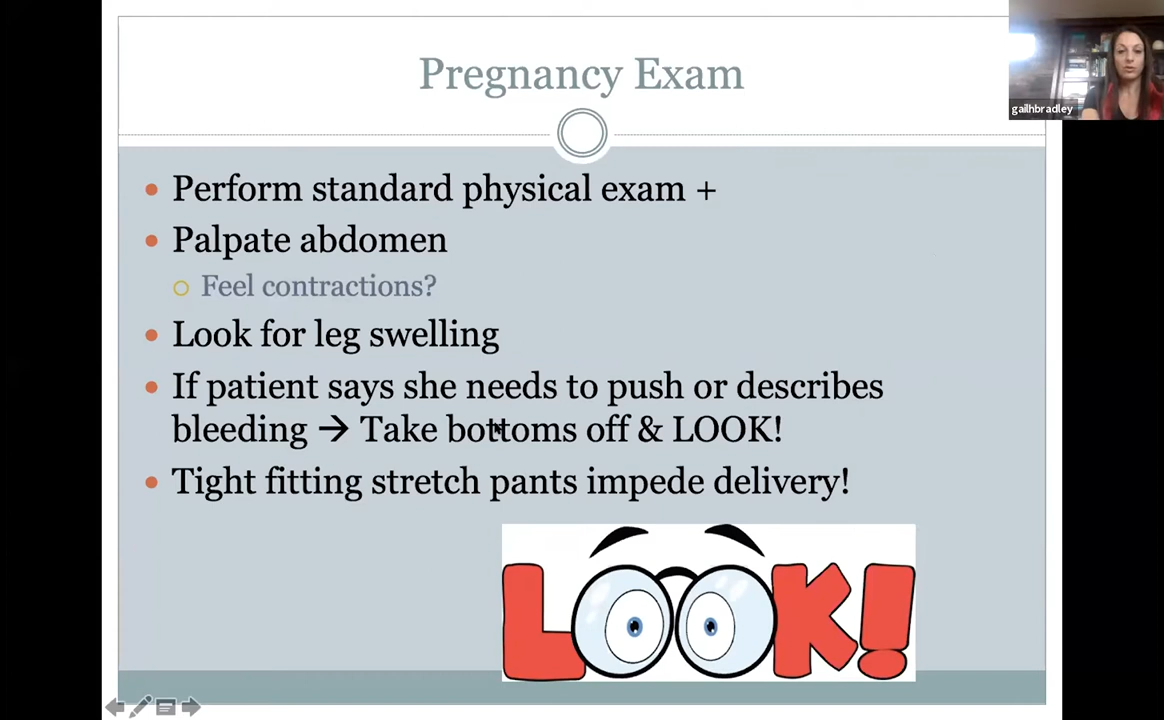 Pregnancy Exam
gailhbradley
Perform standard physical exam +
Palpate abdomen
Feel contractions?
Look for leg swelling
If patient says she needs to push or describes
bleeding → Take bottoms off & LOOK!
Tight fitting stretch pants impede delivery!
LOOK!